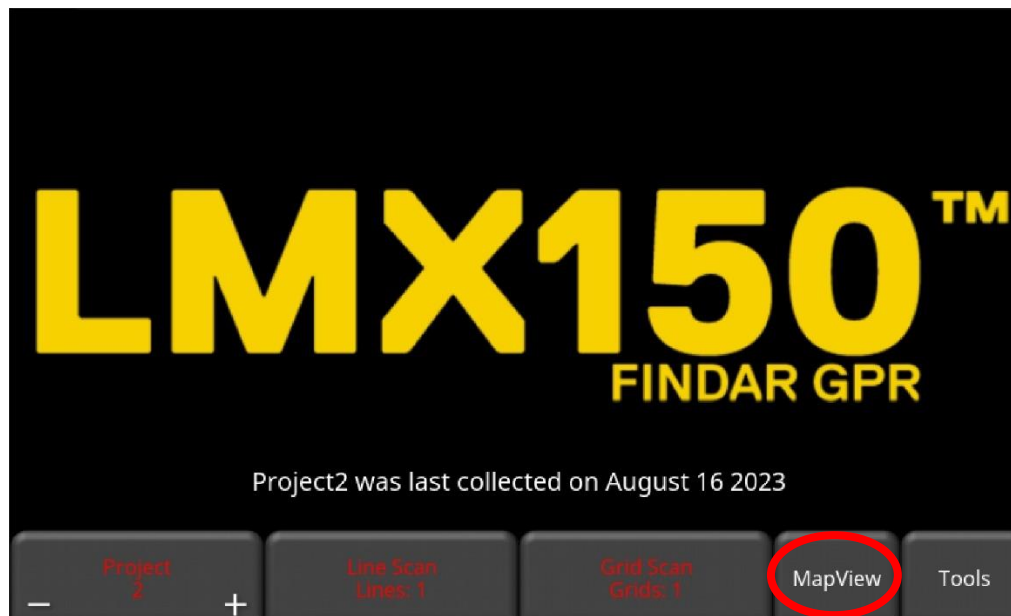 LMX150™
FINDAR GPR
Project2 was last collected on August 16 2023
Project
2
− +
Line Scan
Lines: 1
Grid Scan
Grids: 1
MapView
Tools